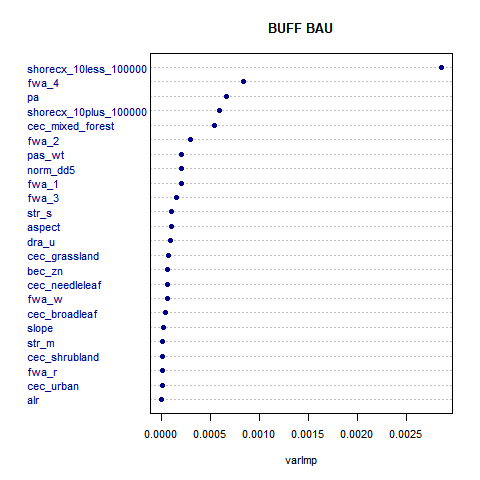 BUFF BAU
shorecx_10less_100000
fwa_4
pa
shorecx_10plus_100000
cec_mixed_forest
fwa_2
pas_wt
norm_dd5
fwa_1
fwa_3
str_s
aspect
dra_u
cec_grassland
bec_zn
cec_needleleaf
fwa_w
cec_broadleaf
slope
str_m
cec_shrubland
fwa_r
cec_urban
alr
0.0000 0.0005 0.0010 0.0015 0.0020 0.0025
varImp